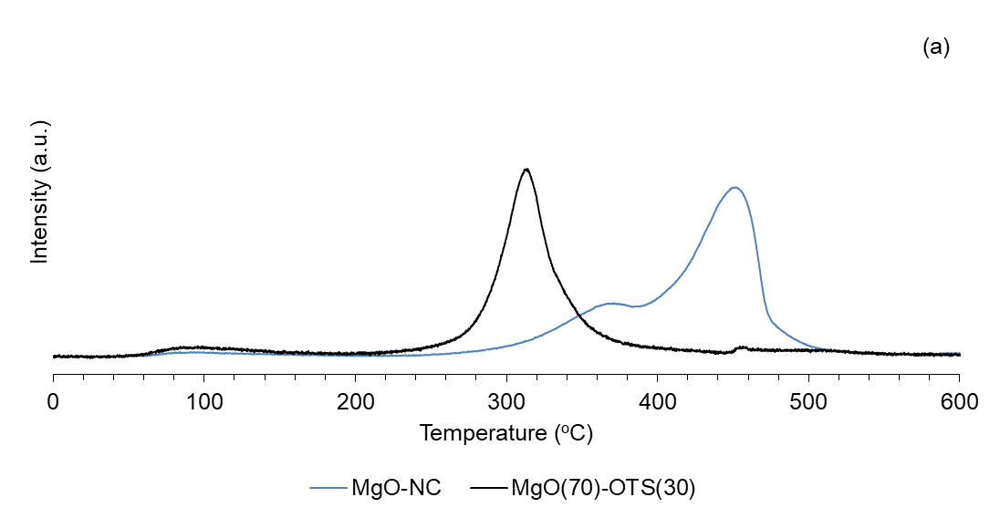 (a)
Intensity (a.u.)
0 100 200 300 400 500 600
Temperature (ºC)
MgO-NC MgO(70)-OTS(30)